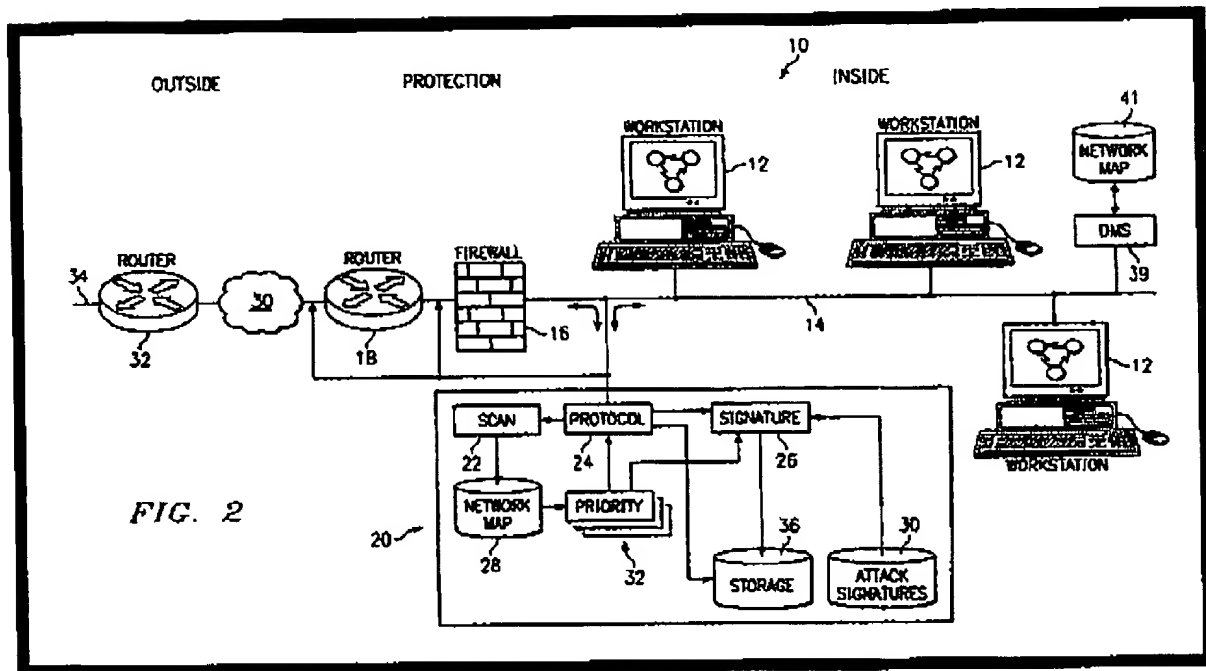 10
OUTSIDE
PROTECTION
INSIDE
41
WORKSTATION
WORKSTATION
NETWORK
MAP
12
12
DMS
39
ROUTER
ROUTER
FIREWALL
34
30
32
18
16
14
12
WORKSTATION
SCAN
PROTOCOL
SIGNATURE
22
24
26
NETWORK
MAP
PRIORITY
28
32
20
36
30
STORAGE
ATTACK
SIGNATURES
FIG. 2